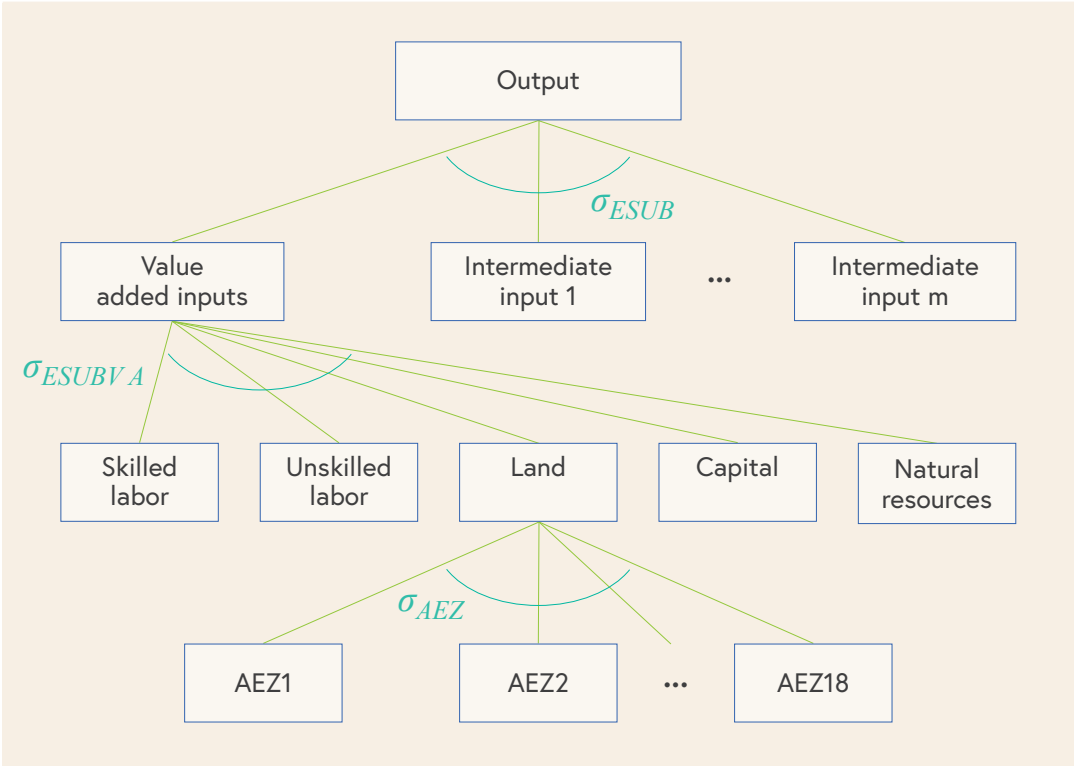 Output
σESUB
Value
added inputs
Intermediate
input 1
...
Intermediate
input m
σESUBV A
Skilled
labor
Unskilled
labor
Land
Capital
Natural
resources
σAEZ
AEZ1
AEZ2
...
AEZ18